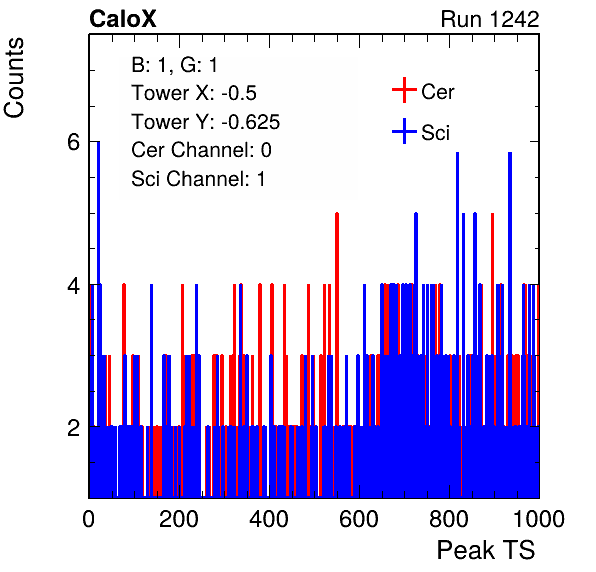 CaloX Run 1242
Counts
B: 1, G: 1
Tower X: -0.5
Tower Y: -0.625
Cer Channel: 0
Sci Channel: 1
Cer
Sci
6
4
2
0 200 400 600 800 1000
Peak TS